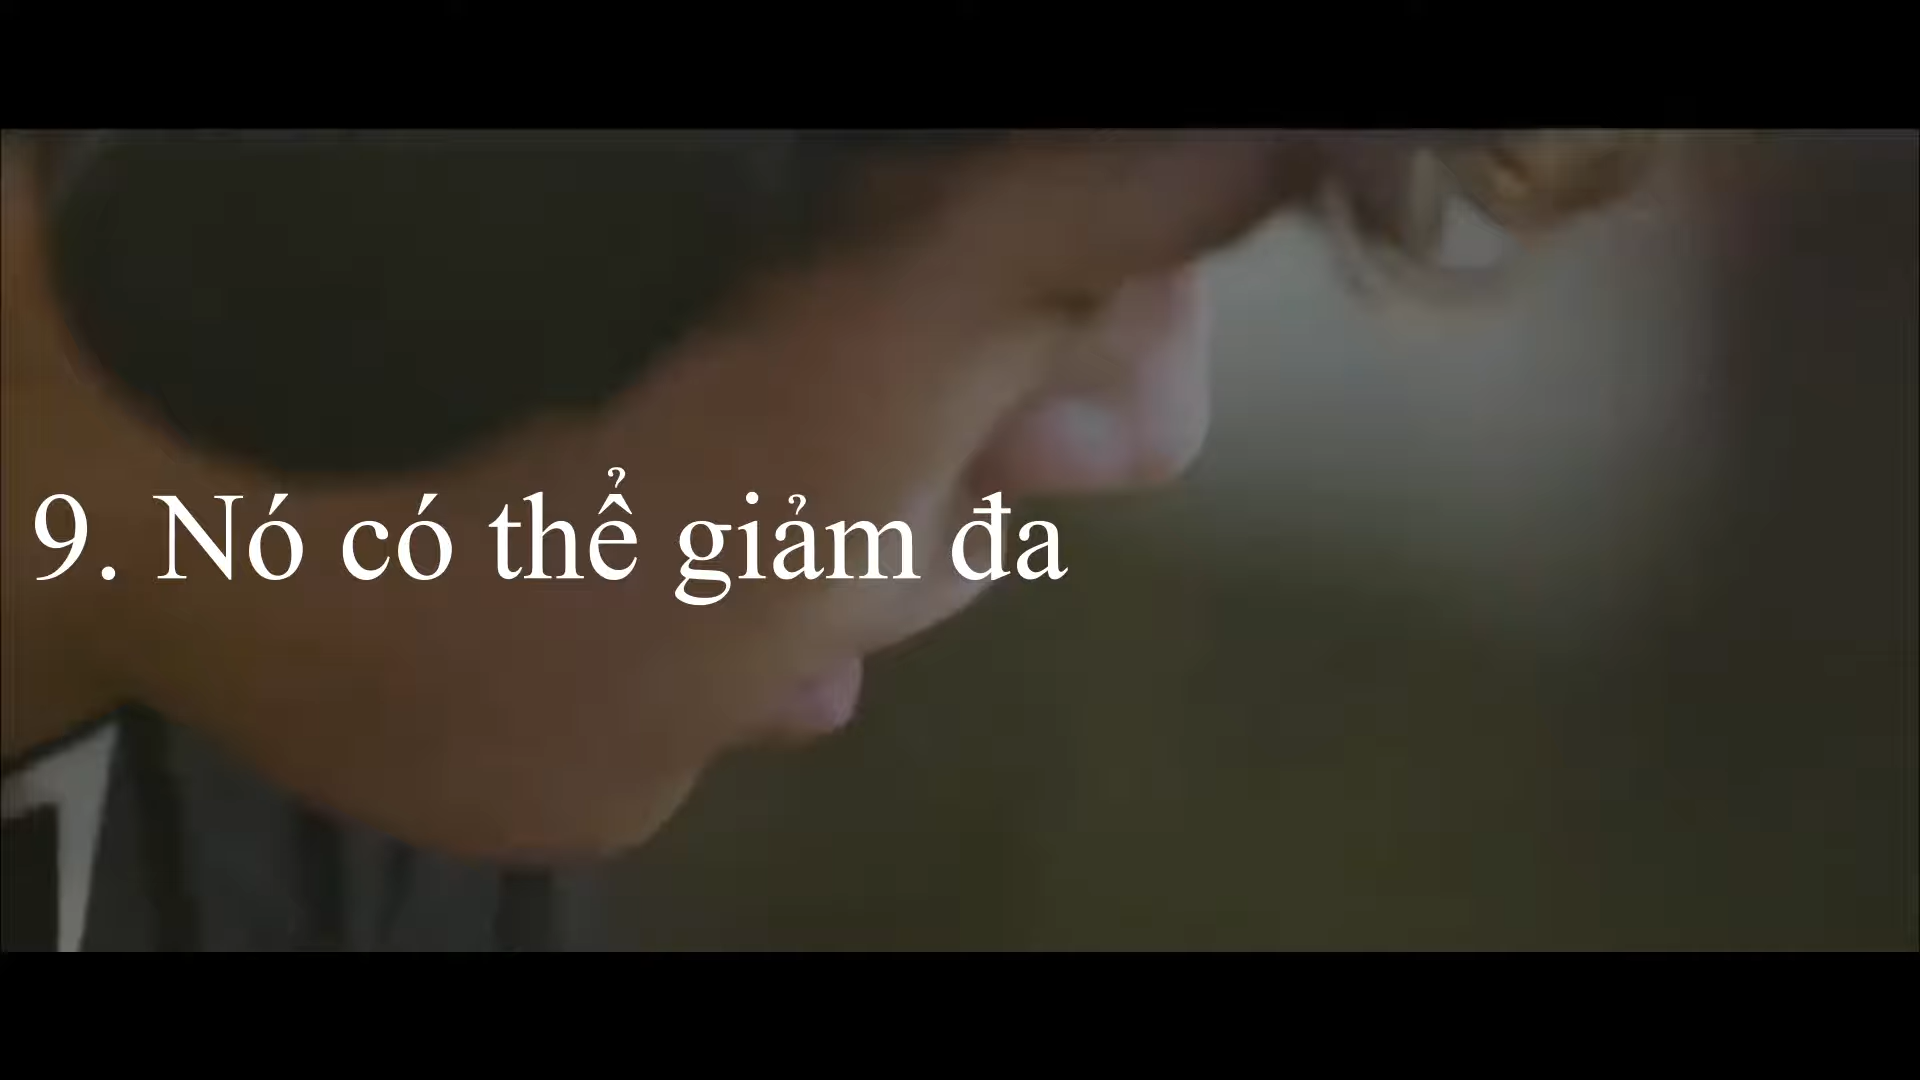 9. Nó có thể giảm đa